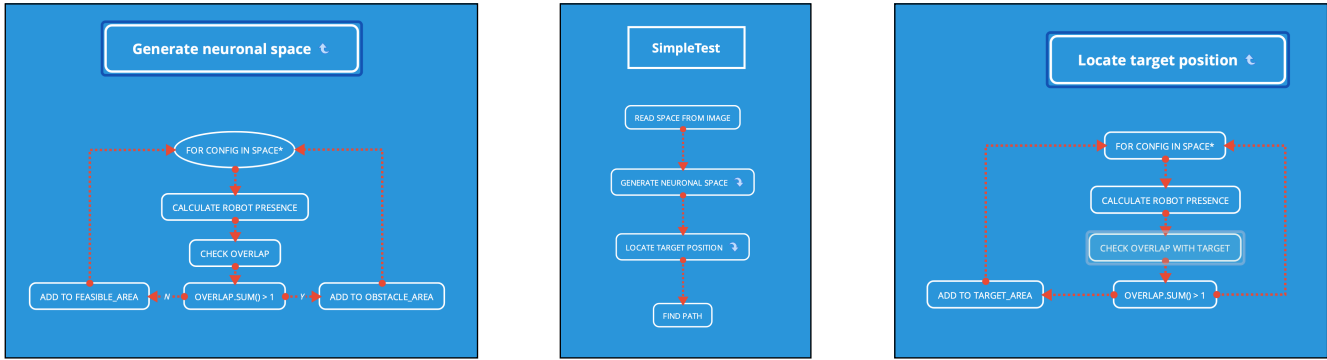 Generate neuronal space
FOR CONFIG IN SPACE*
CALCULATE ROBOT PRESENCE
CHECK OVERLAP
ADD TO FEASIBLE_AREA
N
OVERLAP.SUM() > 1
Y
ADD TO OBSTACLE_AREA
SimpleTest
READ SPACE FROM IMAGE
GENERATE NEURONAL SPACE
LOCATE TARGET POSITION
FIND PATH
Locate target position
FOR CONFIG IN SPACE*
CALCULATE ROBOT PRESENCE
CHECK OVERLAP WITH TARGET
ADD TO TARGET_AREA
OVERLAP.SUM() > 1